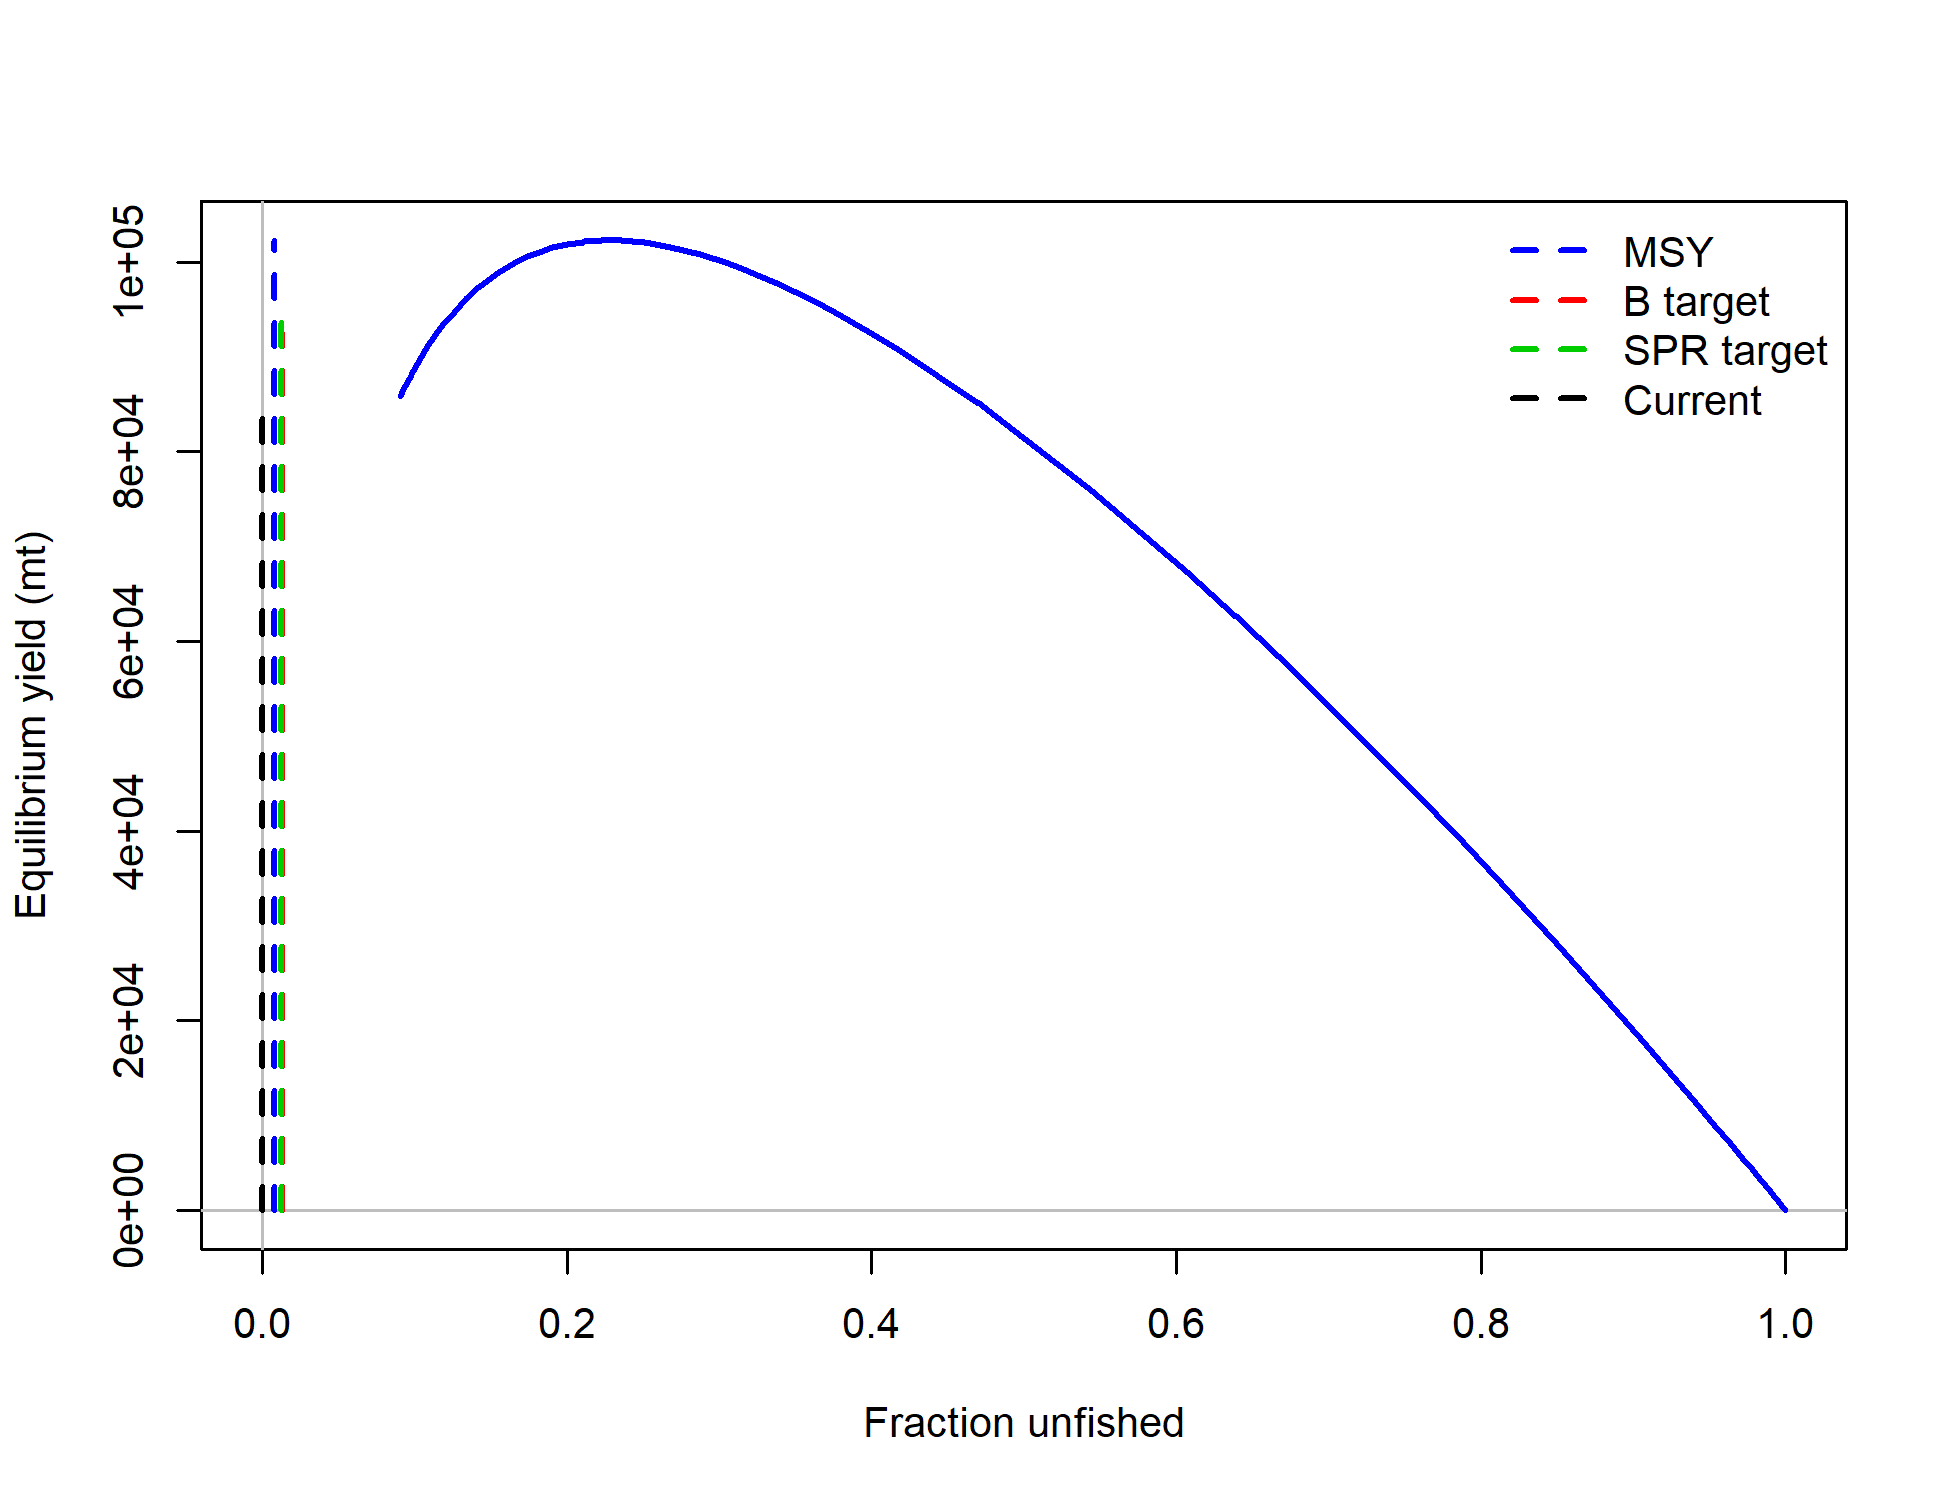 MSY
B target
SPR target
Current
Equilibrium yield (mt)
1e+05
8e+04
6e+04
4e+04
2e+04
0e+00
0.0 0.2 0.4 0.6 0.8 1.0
Fraction unfished